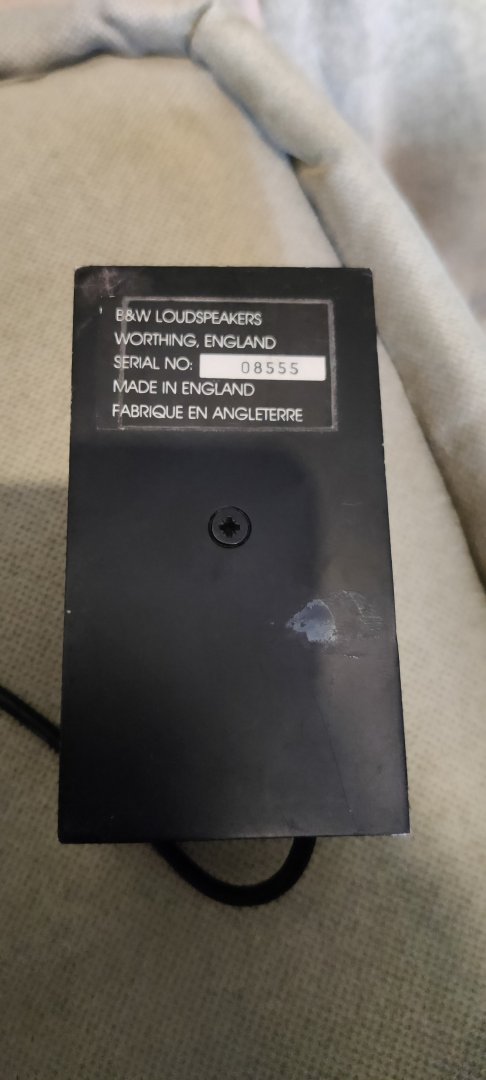 B&W LOUDSPEAKERS
WORTHING, ENGLAND
SERIAL NO: 08555
MADE IN ENGLAND
FABRIQUE EN ANGLETERRE